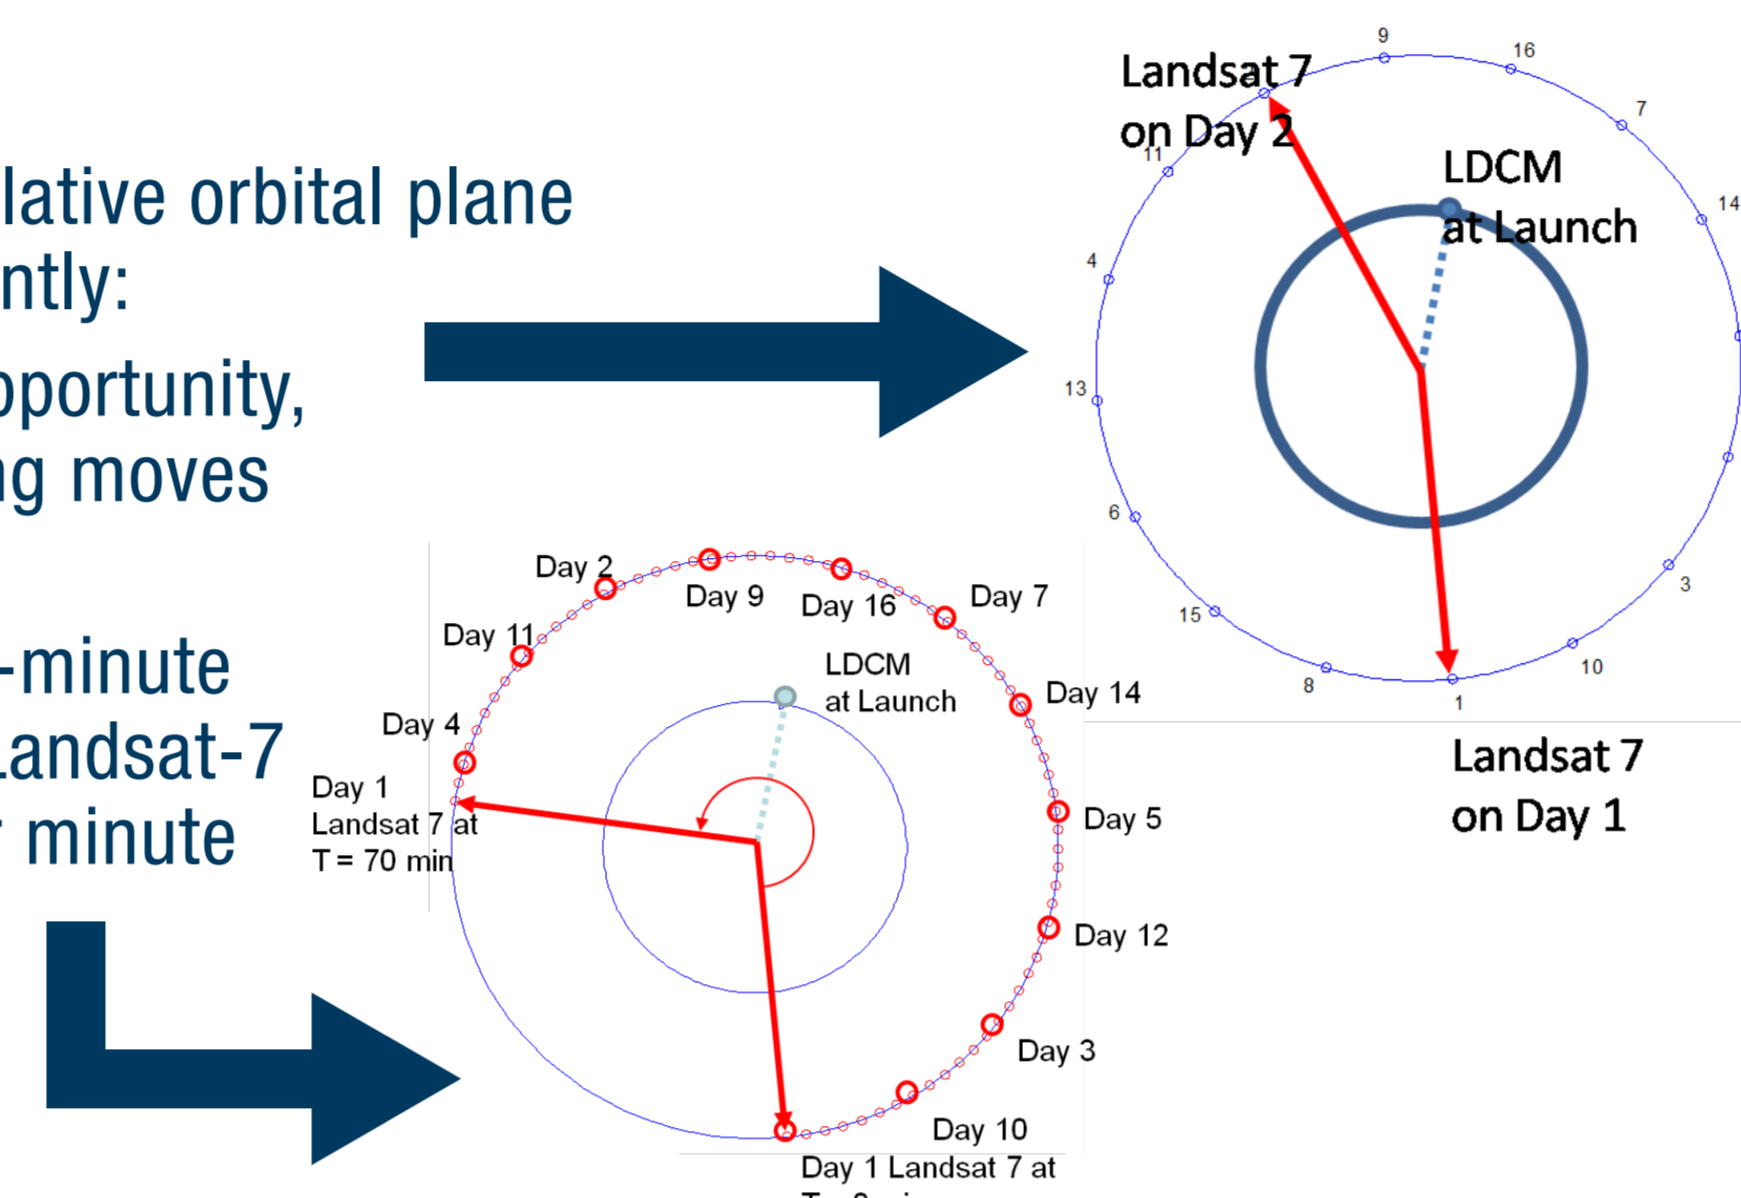 lative orbital plane
ntly:
pportunity,
ng moves
-minute
Landsat-7
r minute
9
16
Landsat 7
on Day 2
7
11
LDCM
at Launch
14
4
13
6
3
15
10
8
1
Landsat 7
on Day 1
Day 2
Day 9
Day 16
Day 7
Day 11
LDCM
at Launch
Day 14
Day 4
Day 1
Landsat 7 at
T = 70 min
Day 5
Day 12
Day 3
Day 10
Day 1 Landsat 7 at